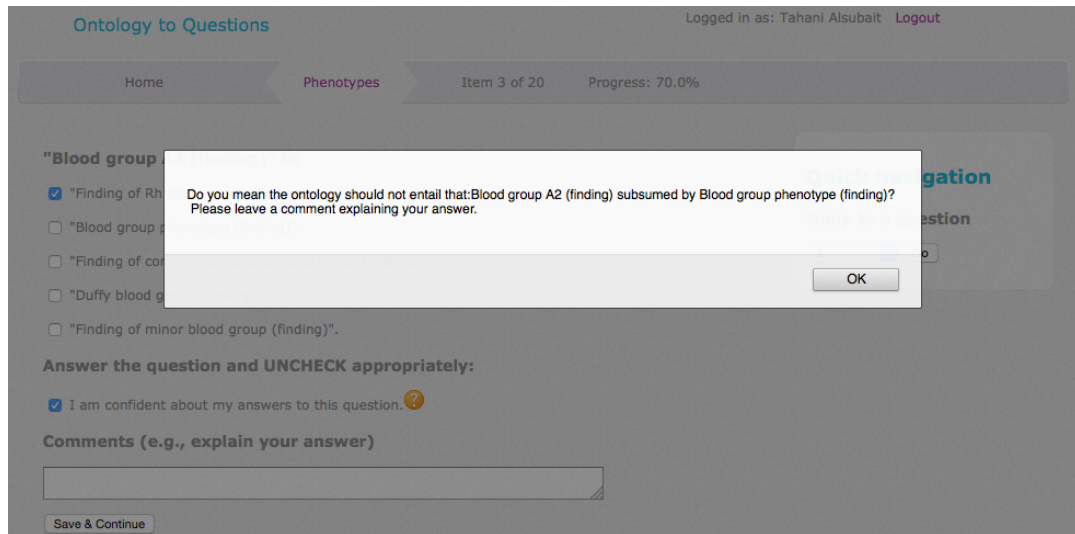 Ontology to Questions
Logged in as: Tahani Alsubait Logout
Home
Phenotypes
Item 3 of 20
Progress: 70.0%
"Blood group
Do you mean the ontology should not entail that:Blood group A2 (finding) subsumed by Blood group phenotype (finding)?
Please leave a comment explaining your answer.
OK
"Finding of Rh
"Blood group
"Finding of
"Duffy blood
"Finding of minor blood group (finding)".
Answer the question and UNCHECK appropriately:
I am confident about my answers to this question.
?
Comments (e.g., explain your answer)
Save & Continue